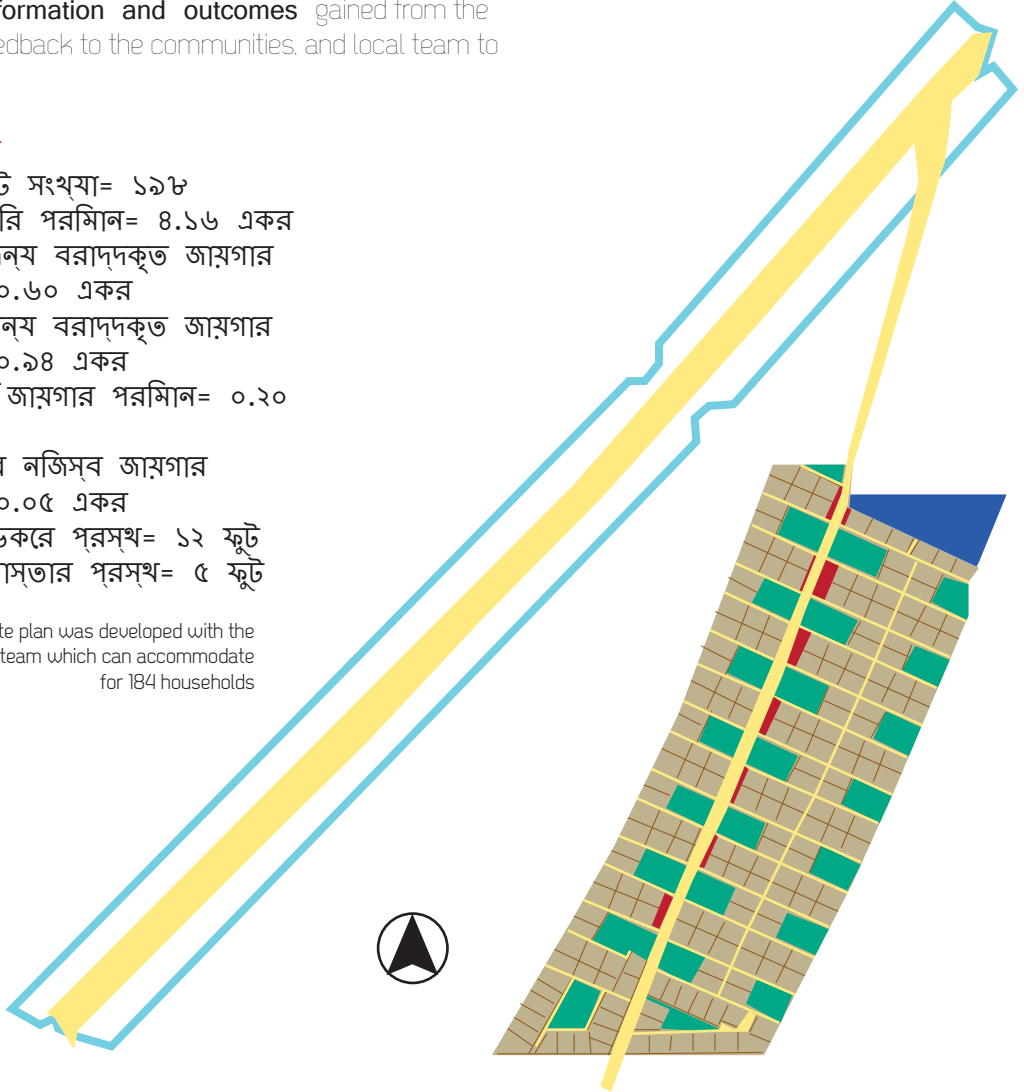 formation and outcomes gained from the
edback to the communities, and local team to
ট সংখ্যা= ১৯৮
রি পরমিান= ৪.১৬ একর
ন্য বরাদ্দকৃত জায়গার
০.৬০ একর
ন্য বরাদ্দকৃত জায়গার
০.৯৪ একর
জায়গার পরমিান= ০.২০
র নজিস্ব জায়গার
০.০৫ একর
ডকরে প্রস্থ= ১২ ফুট
াস্তার প্রস্থ= ৫ ফুট
te plan was developed with the
team which can accommodate
for 184 households